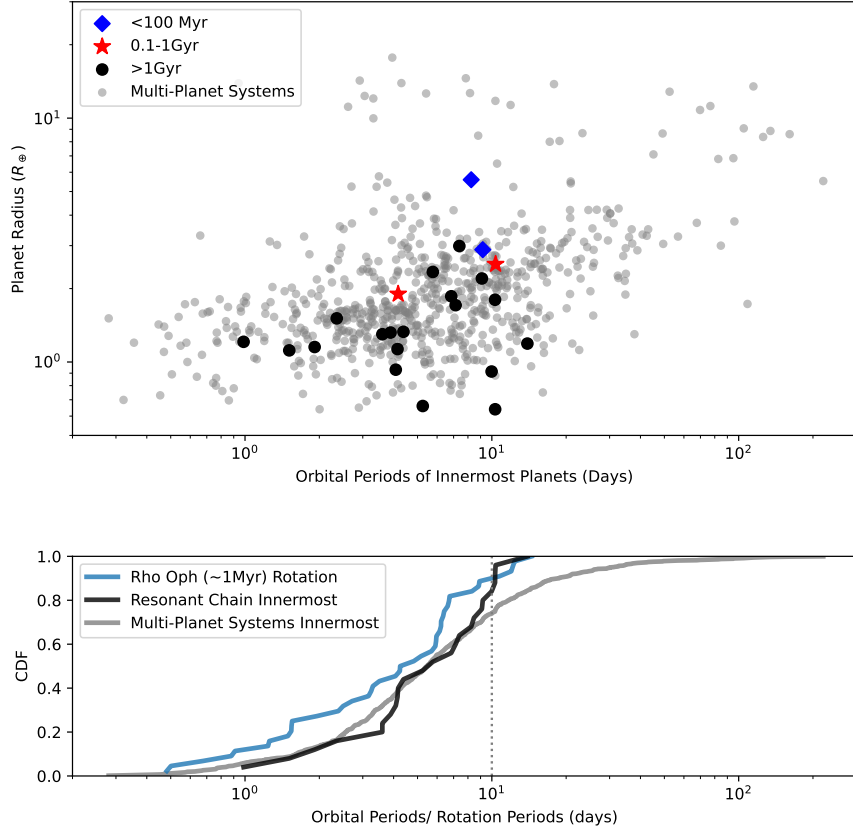 <100 Myr
0.1-1Gyr
>1Gyr
Multi-Planet Systems
Planet Radius (R⊕)
10¹
10⁰
10⁰
10¹
10²
Orbital Periods of Innermost Planets (Days)
Rho Oph (~1Myr) Rotation
Resonant Chain Innermost
Multi-Planet Systems Innermost
CDF
1.0
0.8
0.6
0.4
0.2
0.0
10⁰
10¹
10²
Orbital Periods/ Rotation Periods (days)